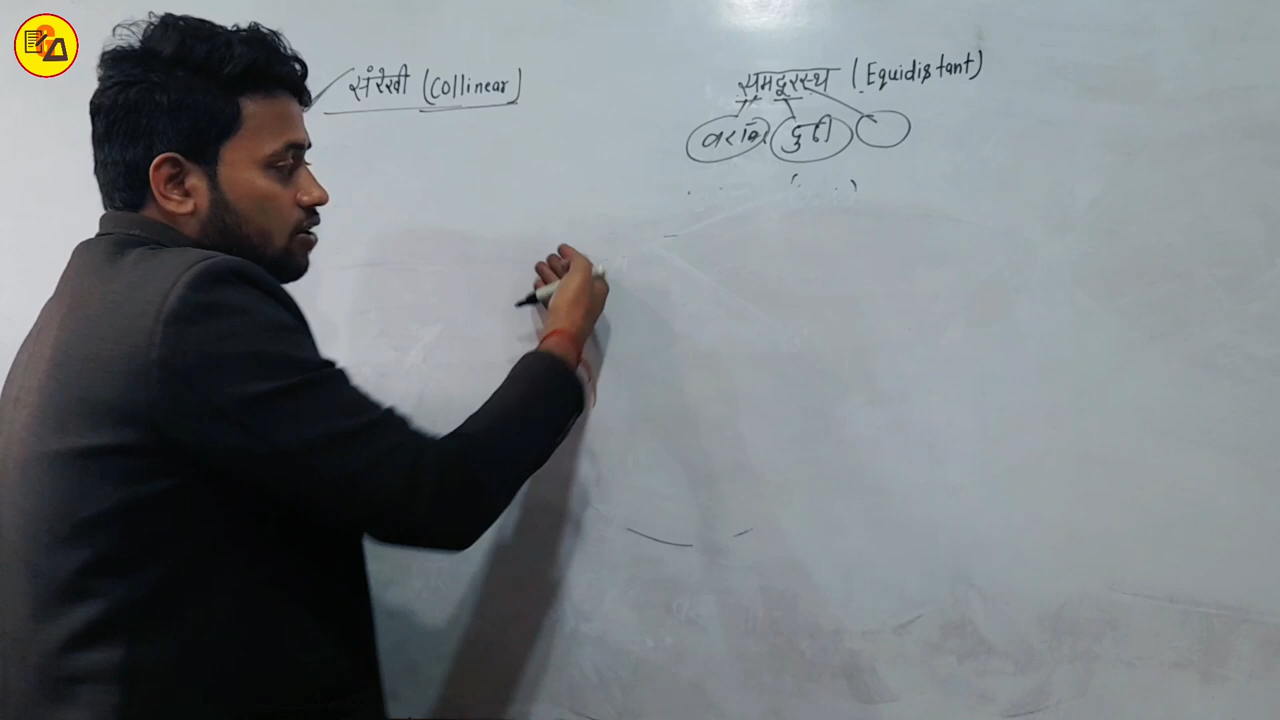 संरेखी (Collinear)
समदूरस्थ (Equidistant)
बराबर दुरी